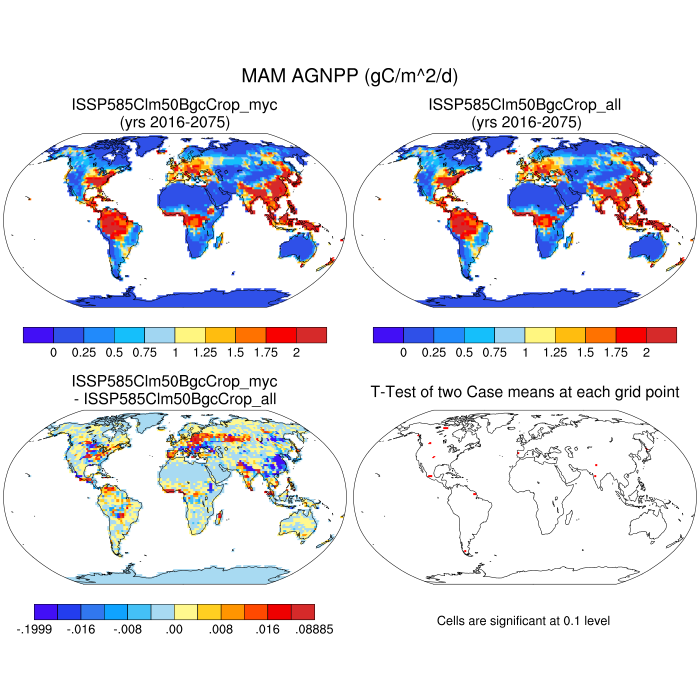 MAM AGNPP (gC/m^2/d)
ISSP585Clm50BgcCrop_myc
(yrs 2016-2075)
ISSP585Clm50BgcCrop_all
(yrs 2016-2075)
0 0.25 0.5 0.75 1 1.25 1.5 1.75 2
0 0.25 0.5 0.75 1 1.25 1.5 1.75 2
ISSP585Clm50BgcCrop_myc
- ISSP585Clm50BgcCrop_all
T-Test of two Case means at each grid point
-.1999 -.016 -.008 .00 .008 .016 .08885
Cells are significant at 0.1 level